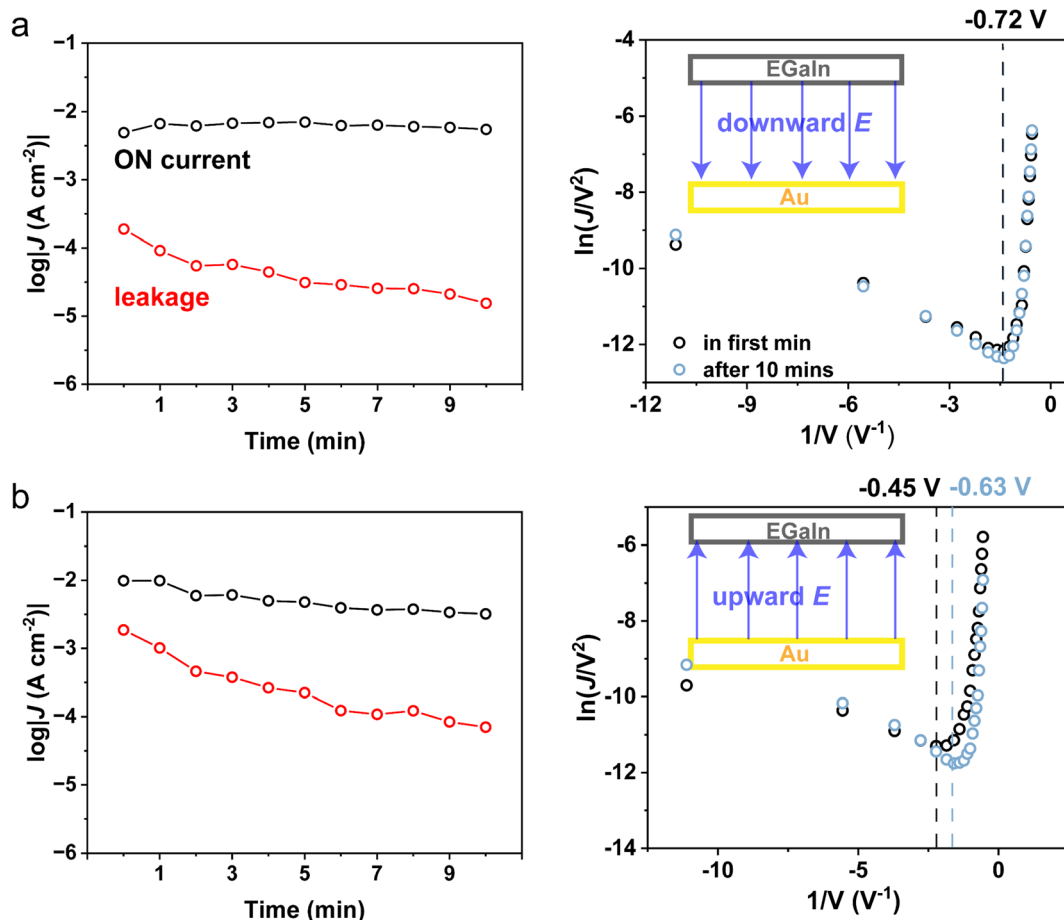 a
−1
−2
−3
−4
−5
−6
log|J (A cm⁻²)|
ON current
leakage
1 3 5 7 9
Time (min)
-0.72 V
-4
-6
-8
-10
-12
ln(J/V²)
EGaIn
downward E
Au
in first min
after 10 mins
-12 -9 -6 -3 0
1/V (V⁻¹)
b
−1
−2
−3
−4
−5
−6
log|J (A cm⁻²)|
1 3 5 7 9
Time (min)
-0.45 V -0.63 V
-6
-8
-10
-12
-14
ln(J/V²)
EGaIn
upward E
Au
-10 -5 0
1/V (V⁻¹)